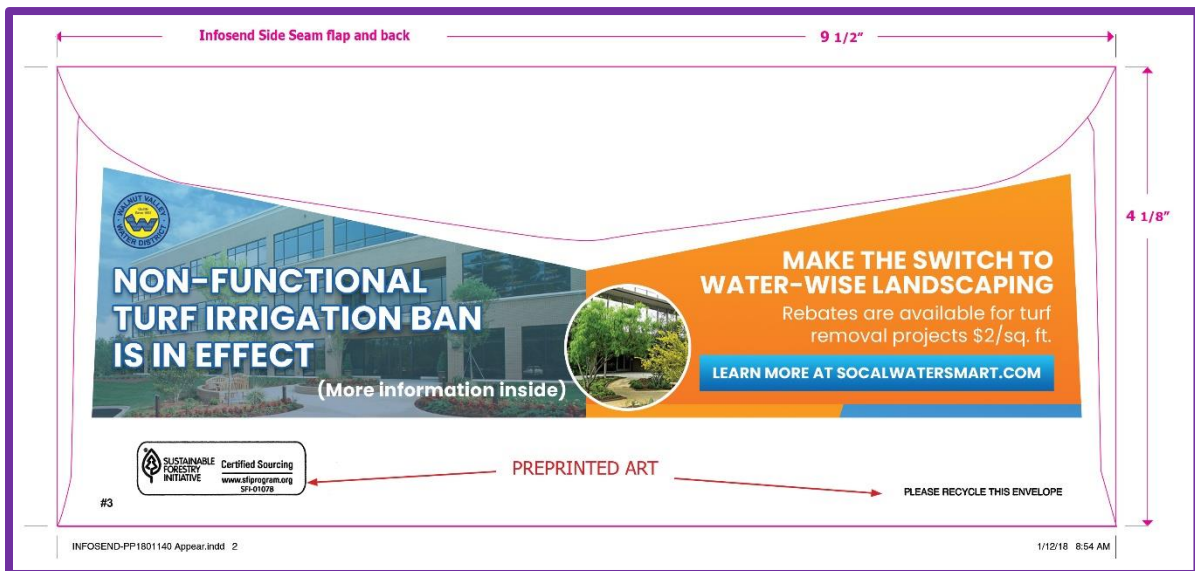 Infosend Side Seam flap and back
9 1/2"
4 1/8"
WALNUT VALLEY
WATER DISTRICT
NON-FUNCTIONAL
TURF IRRIGATION BAN
IS IN EFFECT
(More information inside)
MAKE THE SWITCH TO
WATER-WISE LANDSCAPING
Rebates are available for turf
removal projects $2/sq. ft.
LEARN MORE AT SOCALWATERSMART.COM
SUSTAINABLE
FORESTRY
INITIATIVE
Certified Sourcing
www.sfiprogram.org
SFI-01078
PREPRINTED ART
#3
PLEASE RECYCLE THIS ENVELOPE
INFOSEND-PP1801140 Appear.indd 2
1/12/18 8:54 AM